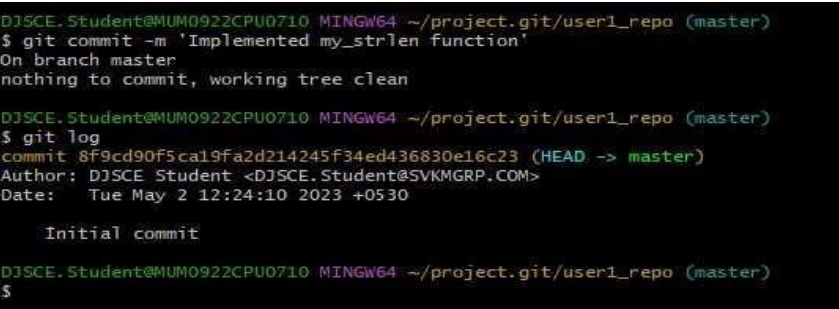 DJSCE.Student@MUM0922CPU0710 MINGW64 ~/project.git/user1_repo (master)
$ git commit -m 'Implemented my_strlen function'
On branch master
nothing to commit, working tree clean
DJSCE.Student@MUM0922CPU0710 MINGW64 ~/project.git/user1_repo (master)
$ git log
commit 8f9cd90f5ca19fa2d214245f34ed436830e16c23 (HEAD -> master)
Author: DJSCE Student <DJSCE.Student@SVKMGRP.COM>
Date:   Tue May 2 12:24:10 2023 +0530
    Initial commit
DJSCE.Student@MUM0922CPU0710 MINGW64 ~/project.git/user1_repo (master)
$